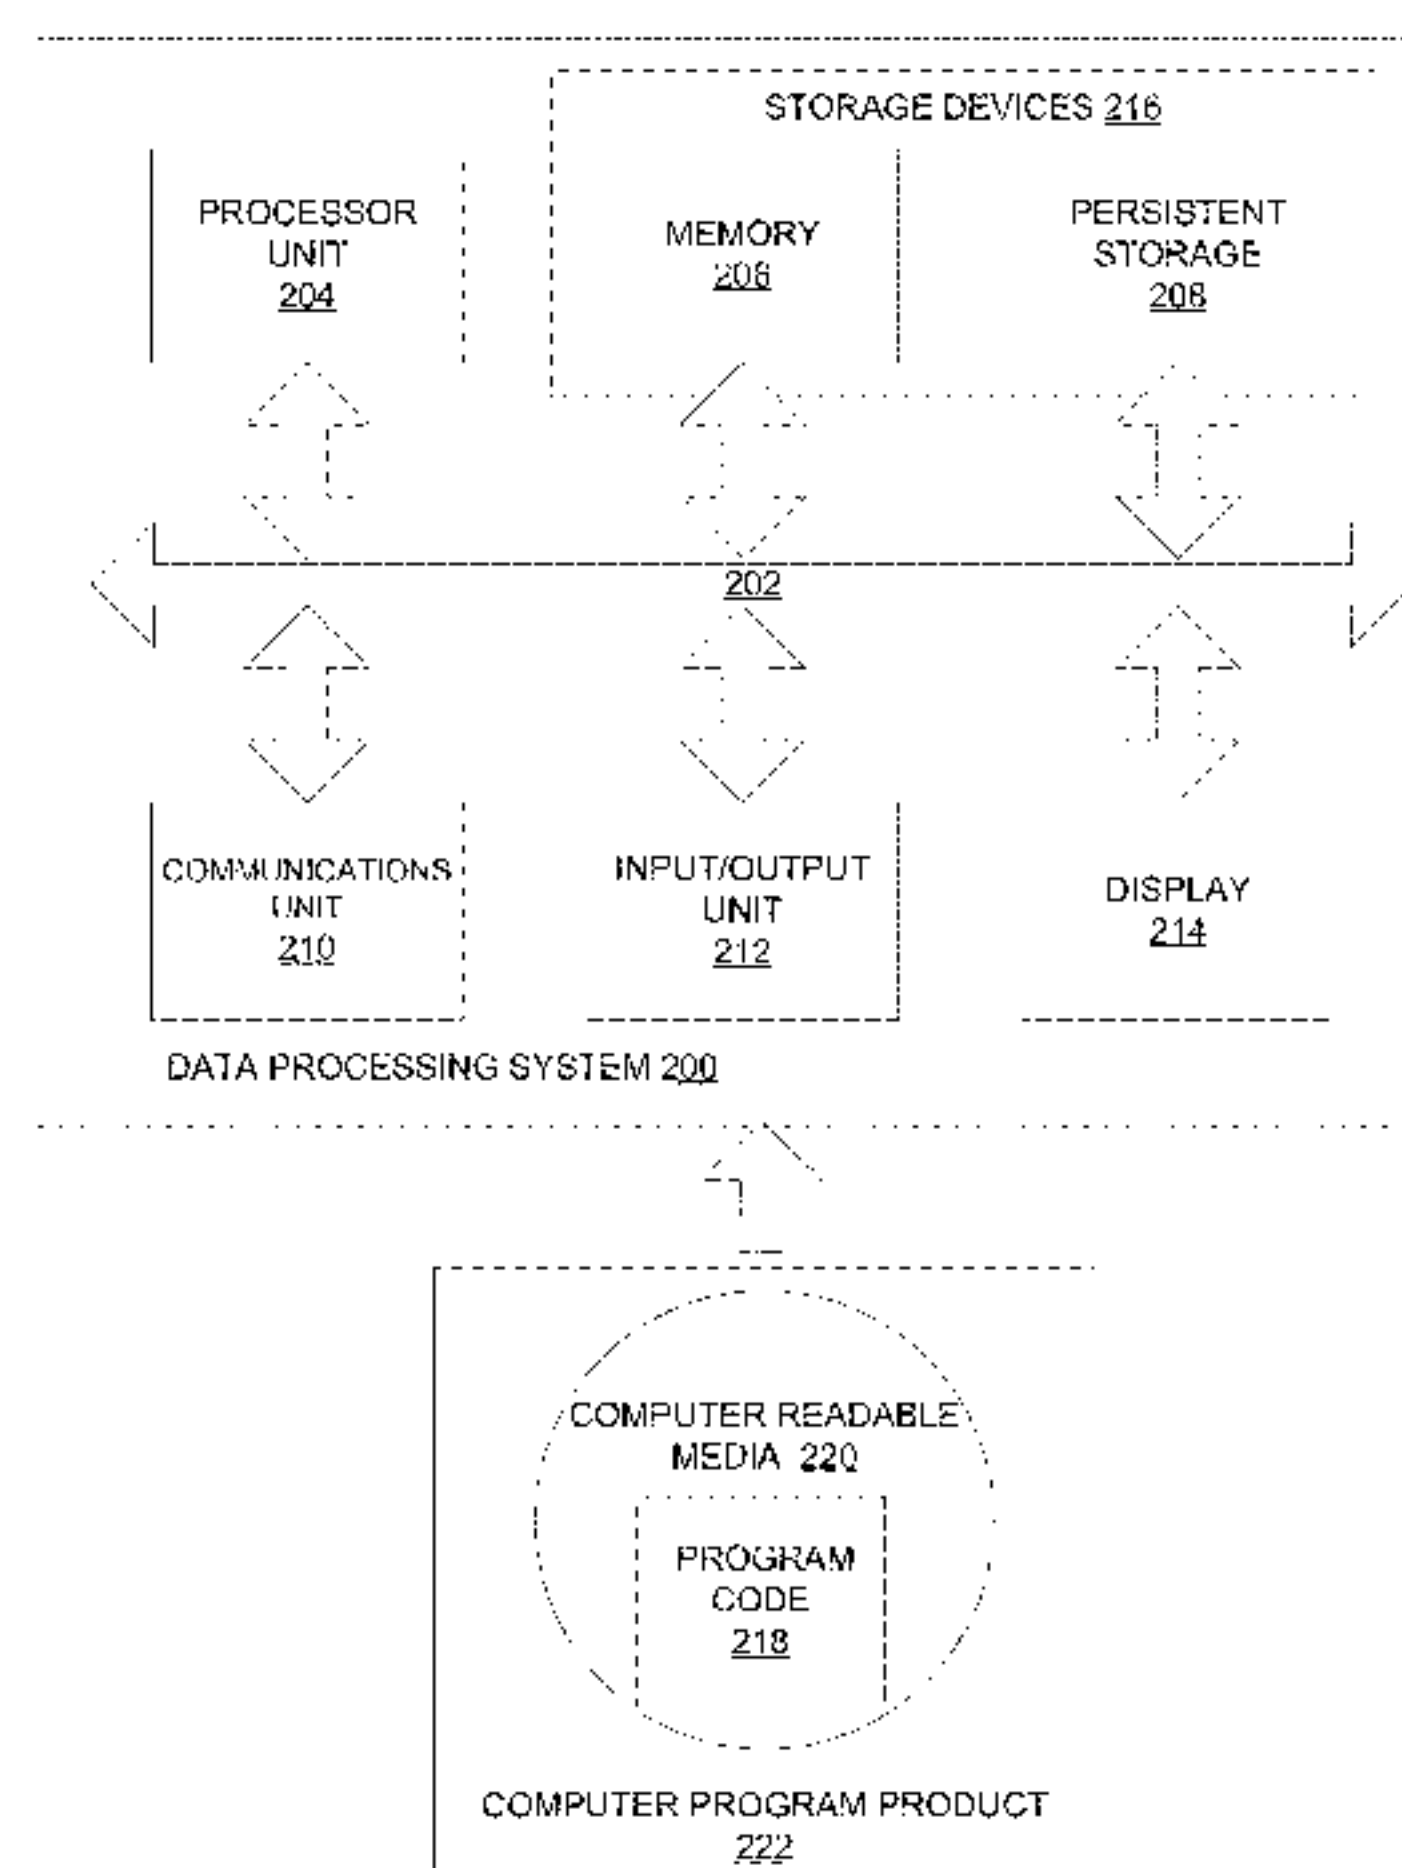 STORAGE DEVICES 216
PROCESSOR
UNIT
204
MEMORY
206
PERSISTENT
STORAGE
208
202
COMMUNICATIONS
UNIT
210
INPUT/OUTPUT
UNIT
212
DISPLAY
214
DATA PROCESSING SYSTEM 200
COMPUTER READABLE
MEDIA 220
PROGRAM
CODE
218
COMPUTER PROGRAM PRODUCT
222